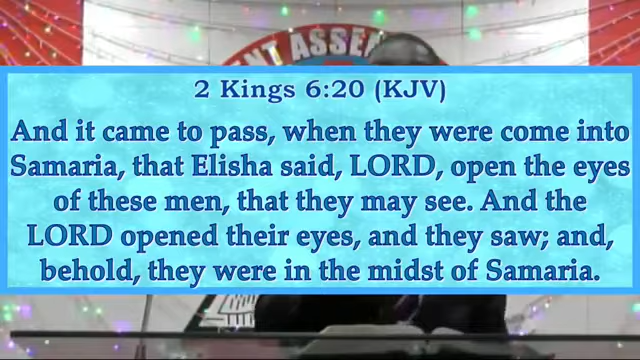 ENT ASSE
2 Kings 6:20 (KJV)
And it came to pass, when they were come into
Samaria, that Elisha said, LORD, open the eyes
of these men, that they may see. And the
LORD opened their eyes, and they saw; and,
behold, they were in the midst of Samaria.